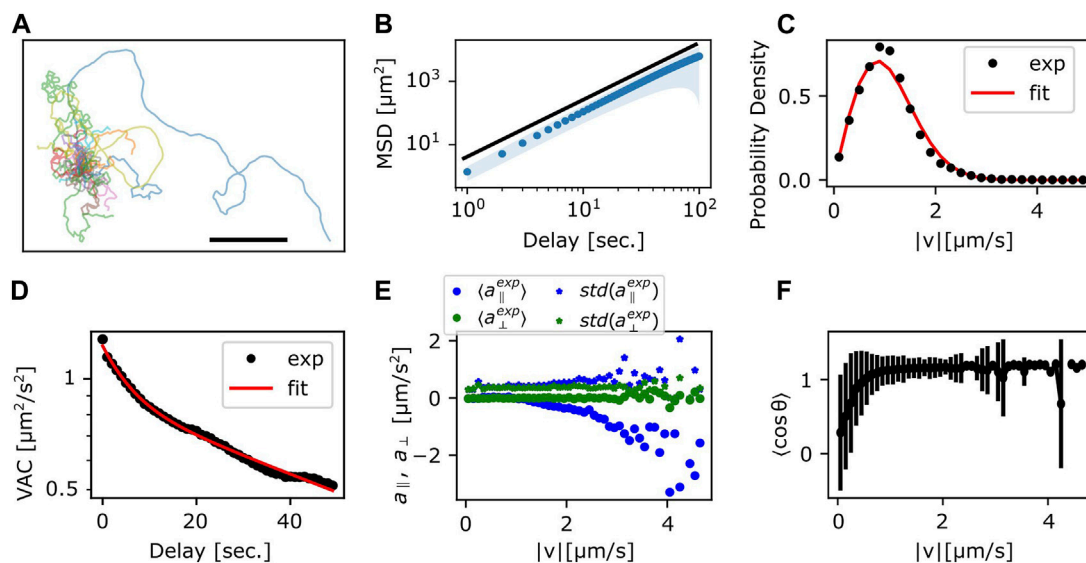 A
B
MSD [μm²]
10³
10¹
10⁰
10¹
10²
Delay [sec.]
C
Probability Density
0.5
0.0
exp
fit
0
2
4
|v| [μm/s]
D
VAC [μm²/s²]
1
0.5
exp
fit
0
20
40
Delay [sec.]
E
⟨a∥^exp⟩
std(a∥^exp)
⟨a⊥^exp⟩
std(a⊥^exp)
a∥, a⊥ [μm/s²]
2
0
−2
0
2
4
|v|[μm/s]
F
⟨cos θ⟩
1
0
0
2
4
|v|[μm/s]